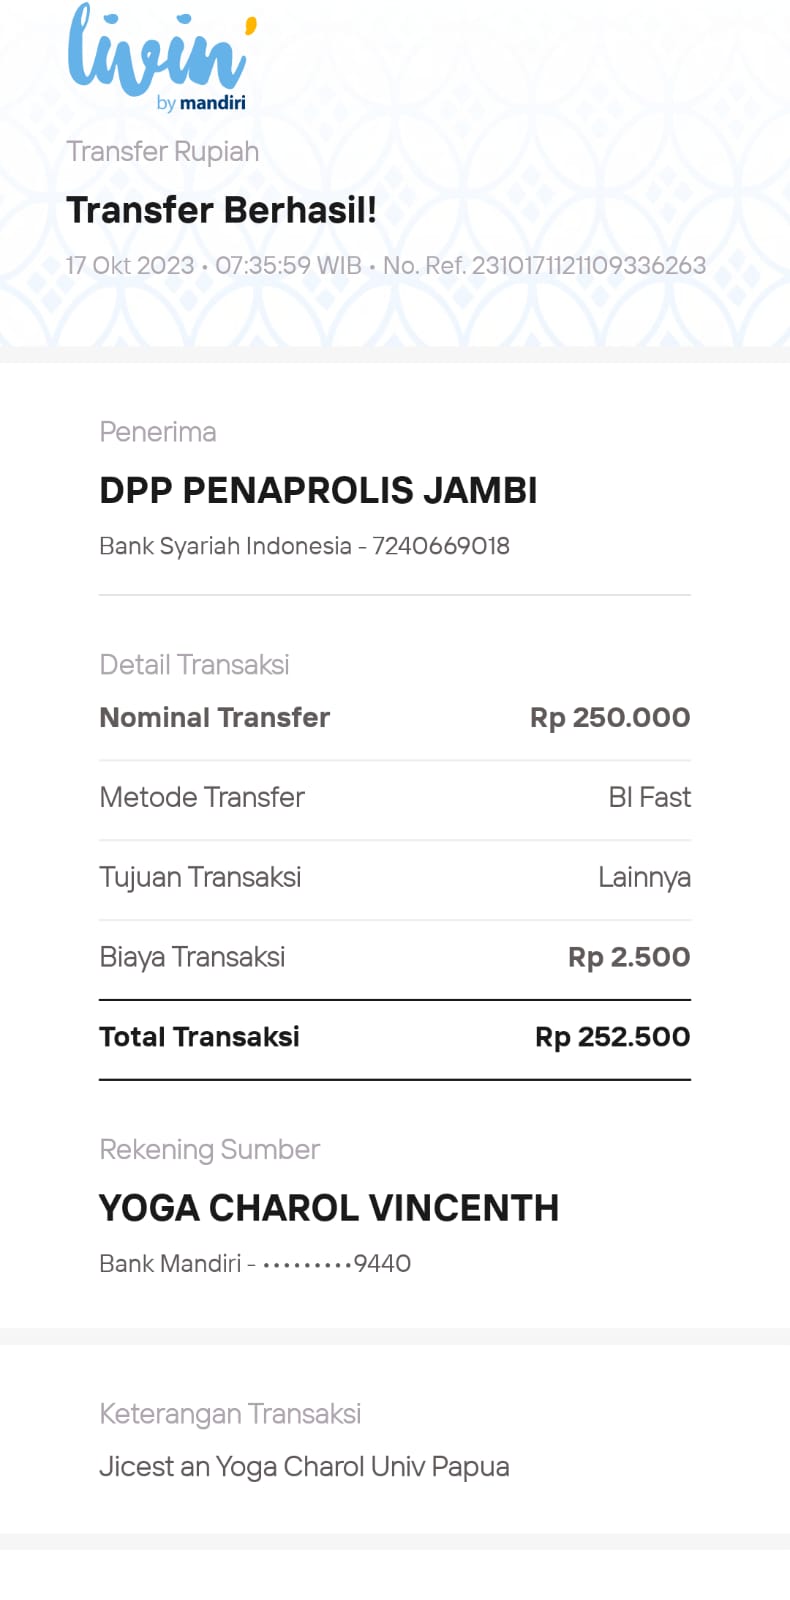 livin'
by mandiri
Transfer Rupiah
Transfer Berhasil!
17 Okt 2023 • 07:35:59 WIB • No. Ref. 2310171121109336263
Penerima
DPP PENAPROLIS JAMBI
Bank Syariah Indonesia - 7240669018
Detail Transaksi
Nominal Transfer Rp 250.000
Metode Transfer BI Fast
Tujuan Transaksi Lainnya
Biaya Transaksi Rp 2.500
Total Transaksi Rp 252.500
Rekening Sumber
YOGA CHAROL VINCENTH
Bank Mandiri - •••••••••9440
Keterangan Transaksi
Jicest an Yoga Charol Univ Papua